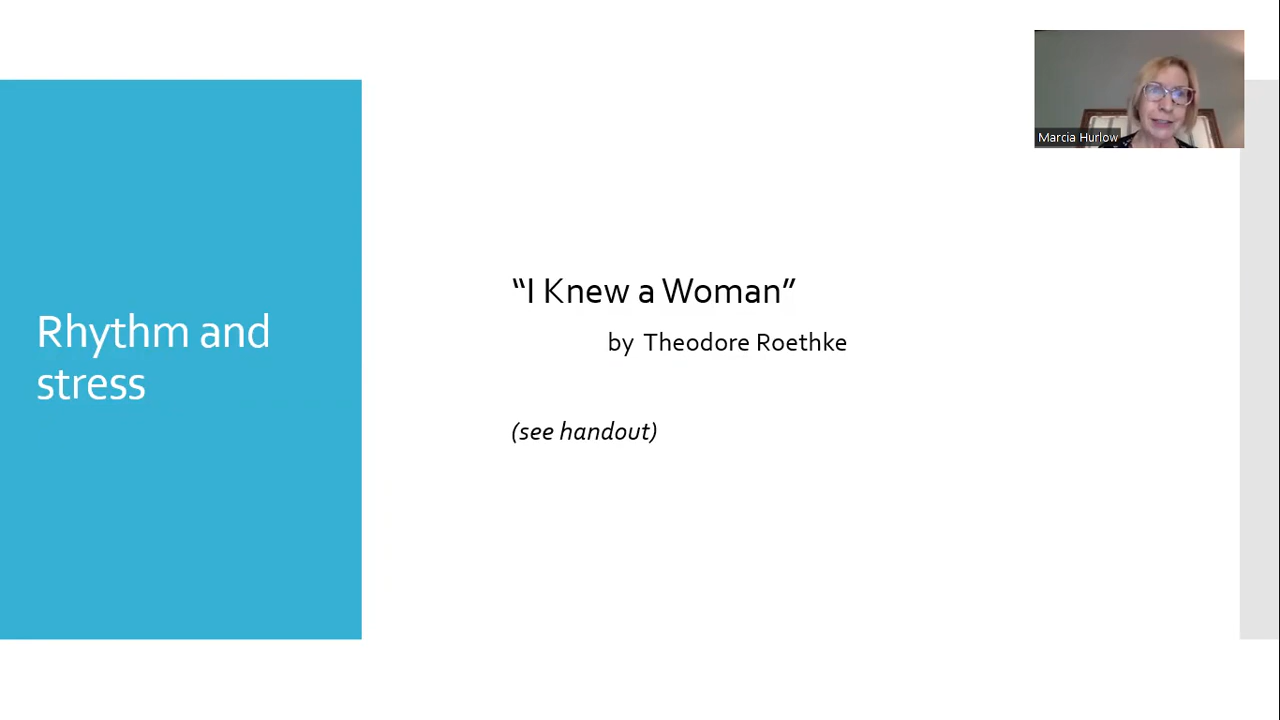 Marcia Hurlow
Rhythm and
stress
“I Knew a Woman”
by Theodore Roethke
(see handout)